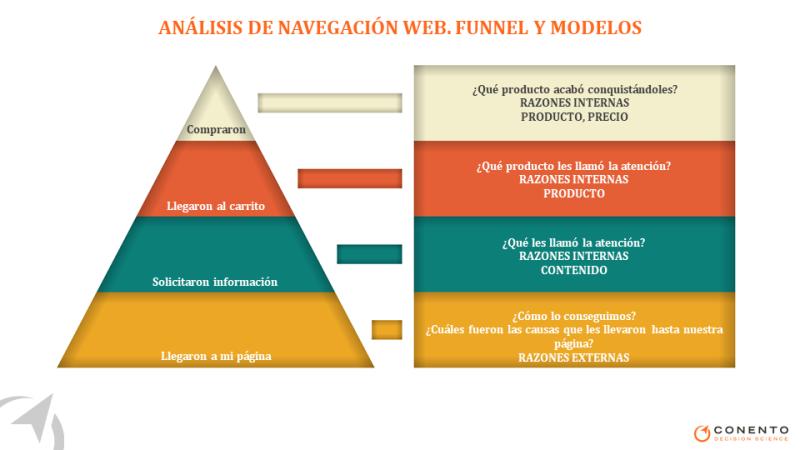 ANÁLISIS DE NAVEGACIÓN WEB. FUNNEL Y MODELOS
Compraron
¿Qué producto acabó conquistándoles?
RAZONES INTERNAS
PRODUCTO, PRECIO
Llegaron al carrito
¿Qué producto les llamó la atención?
RAZONES INTERNAS
PRODUCTO
Solicitaron información
¿Qué les llamó la atención?
RAZONES INTERNAS
CONTENIDO
Llegaron a mi página
¿Cómo lo conseguimos?
¿Cuáles fueron las causas que les llevaron hasta nuestra
página?
RAZONES EXTERNAS
CONENTO
DECISION SCIENCE